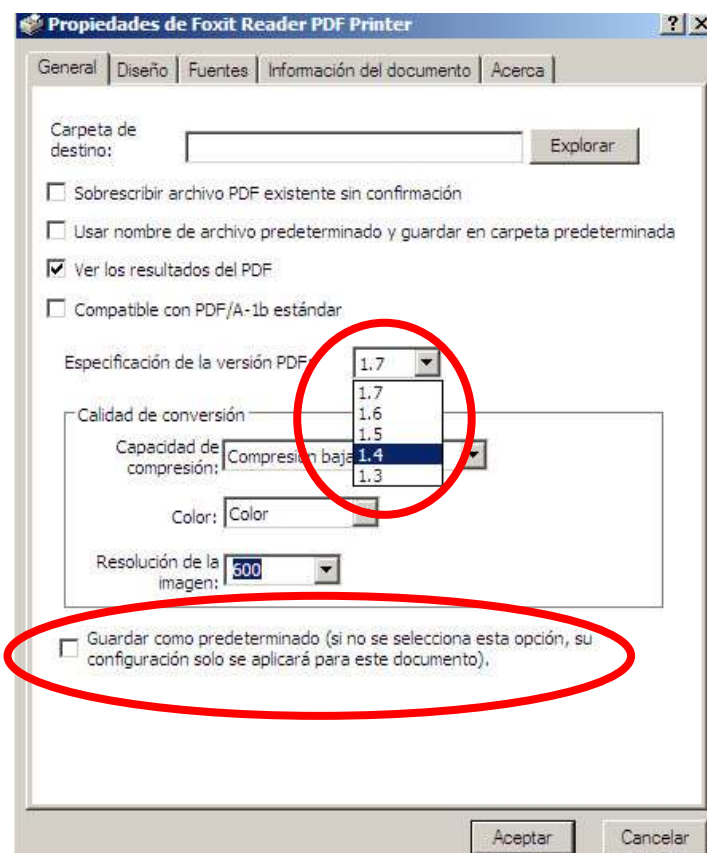 Propiedades de Foxit Reader PDF Printer
General Diseño Fuentes Información del documento Acerca
Carpeta de
destino:
Explorar
Sobrescribir archivo PDF existente sin confirmación
Usar nombre de archivo predeterminado y guardar en carpeta predeterminada
Ver los resultados del PDF
Compatible con PDF/A-1b estándar
Especificación de la versión PDF:
1.7
1.7
1.6
1.5
1.4
1.3
Calidad de conversión
Capacidad de
compresión:
Compresión baja
Color: Color
Resolución de la
imagen:
600
Guardar como predeterminado (si no se selecciona esta opción, su
configuración solo se aplicará para este documento).
Aceptar Cancelar